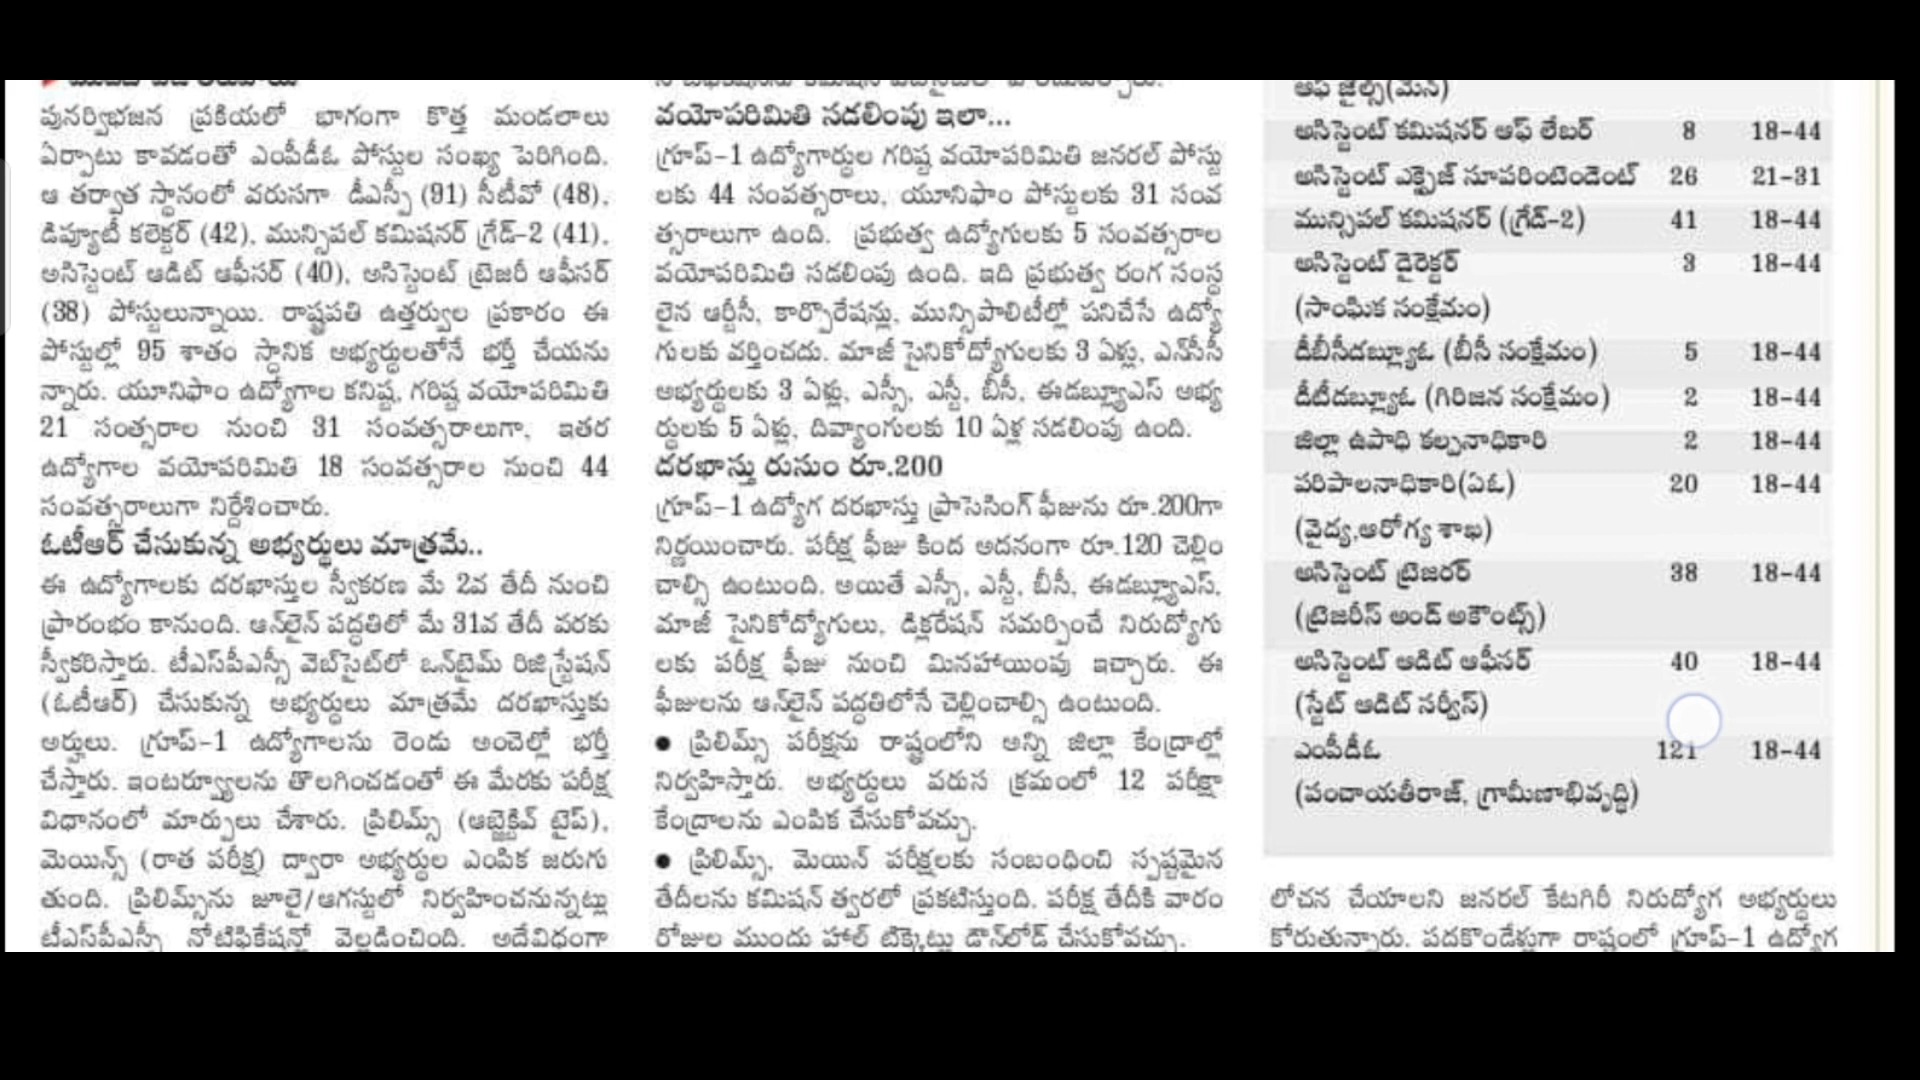 పునర్విభజన ప్రకియలో భాగంగా కొత్త మండలాలు
ఏర్పాటు కావడంతో ఎంపీడీఓ పోస్టుల సంఖ్య పెరిగింది.
ఆ తర్వాత స్థానంలో వరుసగా డీఎస్పీ (91) సీటీవో (48),
డిప్యూటీ కలెక్టర్ (42), మున్సిపల్ కమిషనర్ గ్రేడ్-2 (41),
అసిస్టెంట్ ఆడిట్ ఆఫీసర్ (40), అసిస్టెంట్ ట్రెజరీ ఆఫీసర్
(38) పోస్టులున్నాయి. రాష్ట్రపతి ఉత్తర్వుల ప్రకారం ఈ
పోస్టుల్లో 95 శాతం స్థానిక అభ్యర్థులతోనే భర్తీ చేయను
న్నారు. యూనిఫాం ఉద్యోగాల కనిష్ట, గరిష్ట వయోపరిమితి
21 సంత్సరాల నుంచి 31 సంవత్సరాలుగా, ఇతర
ఉద్యోగాల వయోపరిమితి 18 సంవత్సరాల నుంచి 44
సంవత్సరాలుగా నిర్దేశించారు.
ఓటీఆర్ చేసుకున్న అభ్యర్థులు మాత్రమే..
ఈ ఉద్యోగాలకు దరఖాస్తుల స్వీకరణ మే 2వ తేదీ నుంచి
ప్రారంభం కానుంది. ఆన్‌లైన్ పద్ధతిలో మే 31వ తేదీ వరకు
స్వీకరిస్తారు. టీఎస్‌పీఎస్సీ వెబ్‌సైట్‌లో ఒన్‌టైమ్ రిజిస్ట్రేషన్
(ఓటీఆర్) చేసుకున్న అభ్యర్థులు మాత్రమే దరఖాస్తుకు
అర్హులు. గ్రూప్-1 ఉద్యోగాలను రెండు అంచెల్లో భర్తీ
చేస్తారు. ఇంటర్వ్యూలను తొలగించడంతో ఈ మేరకు పరీక్ష
విధానంలో మార్పులు చేశారు. ప్రిలిమ్స్ (ఆబ్జెక్టివ్ టైప్),
మెయిన్స్ (రాత పరీక్ష) ద్వారా అభ్యర్థుల ఎంపిక జరుగు
తుంది. ప్రిలిమ్స్‌ను జూలై/ఆగస్టులో నిర్వహించనున్నట్లు
టీఎస్‌పీఎస్సీ నోటిఫికేషన్లో వెల్లడించింది. అదేవిధంగా
వయోపరిమితి సడలింపు ఇలా...
గ్రూప్-1 ఉద్యోగార్థుల గరిష్ట వయోపరిమితి జనరల్ పోస్టు
లకు 44 సంవత్సరాలు, యూనిఫాం పోస్టులకు 31 సంవ
త్సరాలుగా ఉంది. ప్రభుత్వ ఉద్యోగులకు 5 సంవత్సరాల
వయోపరిమితి సడలింపు ఉంది. ఇది ప్రభుత్వ రంగ సంస్థ
లైన ఆర్టీసీ, కార్పొరేషన్లు, మున్సిపాలిటీల్లో పనిచేసే ఉద్యో
గులకు వర్తించదు. మాజీ సైనికోద్యోగులకు 3 ఏళ్లు, ఎన్‌సీసీ
అభ్యర్థులకు 3 ఏళ్లు, ఎస్సీ, ఎస్టీ, బీసీ, ఈడబ్ల్యూఎస్ అభ్య
ర్థులకు 5 ఏళ్లు, దివ్యాంగులకు 10 ఏళ్ల సడలింపు ఉంది.
దరఖాస్తు రుసుం రూ.200
గ్రూప్-1 ఉద్యోగ దరఖాస్తు ప్రాసెసింగ్ ఫీజును రూ.200గా
నిర్ణయించారు. పరీక్ష ఫీజు కింద అదనంగా రూ.120 చెల్లిం
చాల్సి ఉంటుంది. అయితే ఎస్సీ, ఎస్టీ, బీసీ, ఈడబ్ల్యూఎస్,
మాజీ సైనికోద్యోగులు, డిక్లరేషన్ సమర్పించే నిరుద్యోగు
లకు పరీక్ష ఫీజు నుంచి మినహాయింపు ఇచ్చారు. ఈ
ఫీజులను ఆన్‌లైన్ పద్ధతిలోనే చెల్లించాల్సి ఉంటుంది.
● ప్రిలిమ్స్ పరీక్షను రాష్ట్రంలోని అన్ని జిల్లా కేంద్రాల్లో
నిర్వహిస్తారు. అభ్యర్థులు వరుస క్రమంలో 12 పరీక్షా
కేంద్రాలను ఎంపిక చేసుకోవచ్చు.
● ప్రిలిమ్స్, మెయిన్ పరీక్షలకు సంబంధించి స్పష్టమైన
తేదీలను కమిషన్ త్వరలో ప్రకటిస్తుంది. పరీక్ష తేదీకి వారం
రోజుల ముందు హాల్ టిక్కెట్లు డౌన్‌లోడ్ చేసుకోవచ్చు.
ఆఫ్ జైల్స్(మెన్)
అసిస్టెంట్ కమిషనర్ ఆఫ్ లేబర్ 8 18-44
అసిస్టెంట్ ఎక్సైజ్ సూపరింటెండెంట్ 26 21-31
మున్సిపల్ కమిషనర్ (గ్రేడ్-2) 41 18-44
అసిస్టెంట్ డైరెక్టర్ 3 18-44
(సాంఘిక సంక్షేమం)
డీబీసీడబ్ల్యూఓ (బీసీ సంక్షేమం) 5 18-44
డీటీడబ్ల్యూఓ (గిరిజన సంక్షేమం) 2 18-44
జిల్లా ఉపాధి కల్పనాధికారి 2 18-44
పరిపాలనాధికారి(ఏఓ) 20 18-44
(వైద్య,ఆరోగ్య శాఖ)
అసిస్టెంట్ ట్రెజరర్ 38 18-44
(ట్రెజరీస్ అండ్ అకౌంట్స్)
అసిస్టెంట్ ఆడిట్ ఆఫీసర్ 40 18-44
(స్టేట్ ఆడిట్ సర్వీస్)
ఎంపీడీఓ 121 18-44
(పంచాయతీరాజ్, గ్రామీణాభివృద్ధి)
లోచన చేయాలని జనరల్ కేటగిరీ నిరుద్యోగ అభ్యర్థులు
కోరుతున్నారు. పదకొండేళ్లుగా రాష్ట్రంలో గ్రూప్-1 ఉద్యోగ